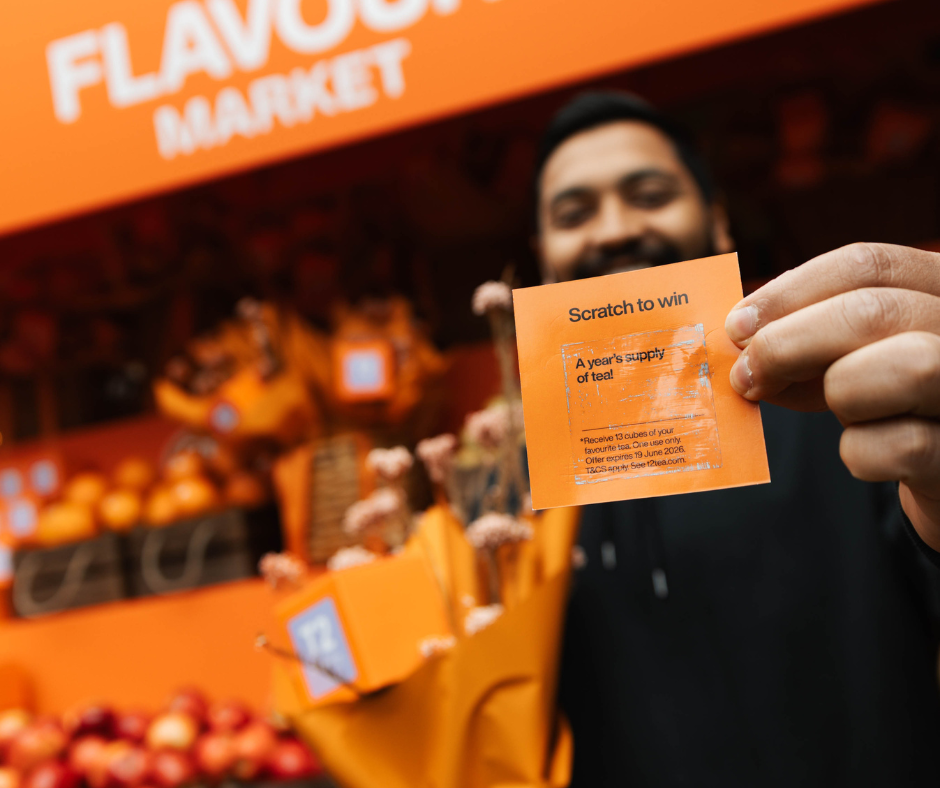 FLAVOUR
MARKET
Scratch to win
A year's supply
of tea!
*Receive 13 cubes of your
favourite tea. One use only.
Offer expires 19 June 2026.
T&CS apply. See t2tea.com.
T2